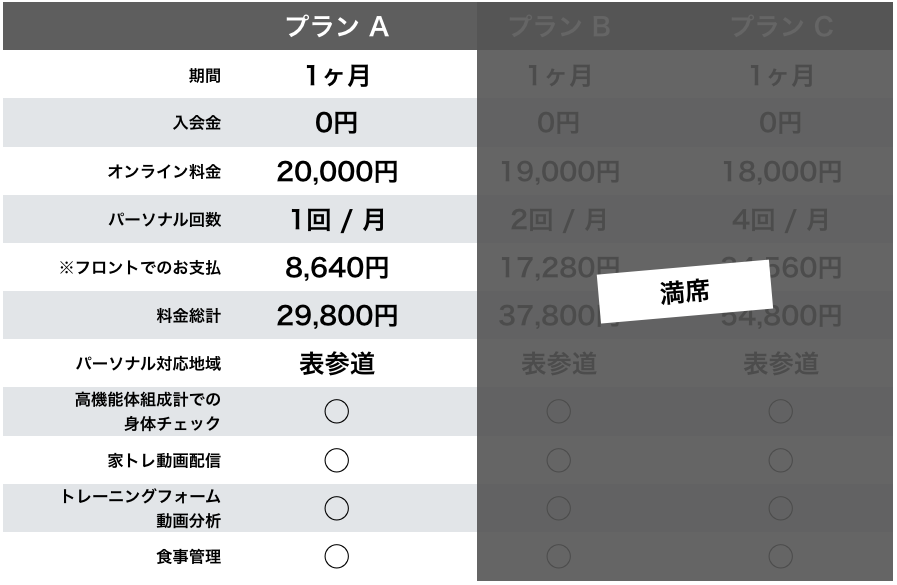 プラン A プラン B プラン C
期間 1ヶ月 1ヶ月 1ヶ月
入会金 0円 0円 0円
オンライン料金 20,000円 19,000円 18,000円
パーソナル回数 1回 / 月 2回 / 月 4回 / 月
※フロントでのお支払 8,640円 17,280円 560円
料金総計 29,800円 37,800 54,800円
満席
パーソナル対応地域 表参道 表参道 表参道
高機能体組成計での
身体チェック ○ ○ ○
家トレ動画配信 ○ ○ ○
トレーニングフォーム
動画分析 ○ ○ ○
食事管理 ○ ○ ○